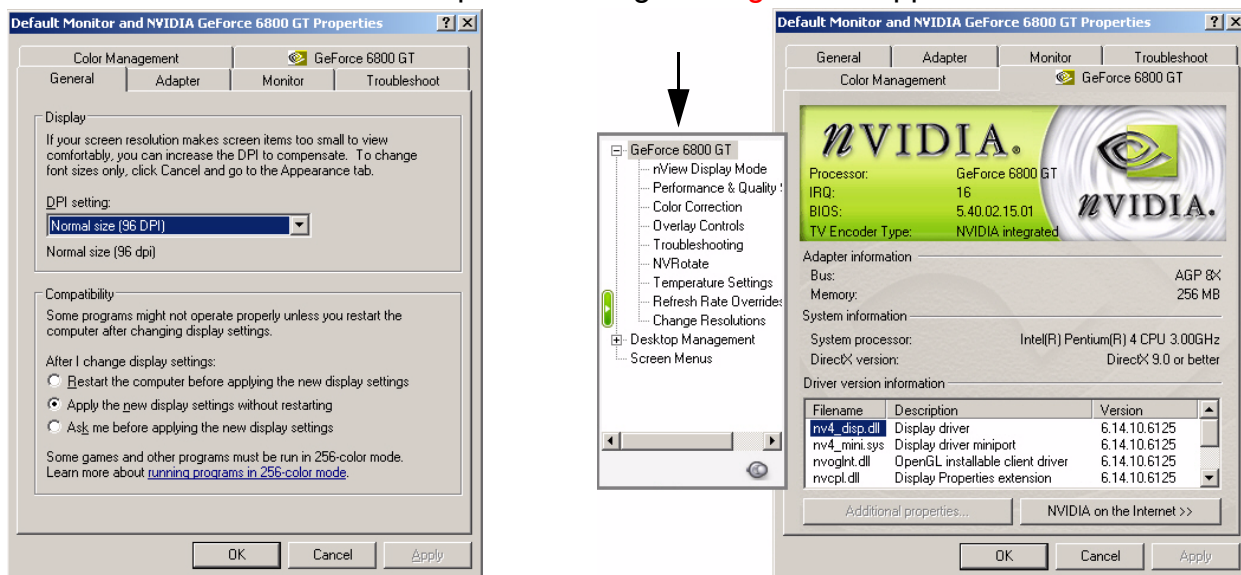 Default Monitor and NVIDIA GeForce 6800 GT Properties
Color Management
GeForce 6800 GT
General
Adapter
Monitor
Troubleshoot
Display
If your screen resolution makes screen items too small to view
comfortably, you can increase the DPI to compensate. To change
font sizes only, click Cancel and go to the Appearance tab.
DPI setting:
Normal size (96 DPI)
Normal size (96 dpi)
Compatibility
Some programs might not operate properly unless you restart the
computer after changing display settings.
After I change display settings:
Restart the computer before applying the new display settings
Apply the new display settings without restarting
Ask me before applying the new display settings
Some games and other programs must be run in 256-color mode.
Learn more about running programs in 256-color mode.
OK
Cancel
Apply
GeForce 6800 GT
nView Display Mode
Performance & Quality
Color Correction
Overlay Controls
Troubleshooting
NVRotate
Temperature Settings
Refresh Rate Overrides
Change Resolutions
Desktop Management
Screen Menus
Default Monitor and NVIDIA GeForce 6800 GT Properties
General
Adapter
Monitor
Troubleshoot
Color Management
GeForce 6800 GT
NVIDIA.
Processor: GeForce 6800 GT
IRQ: 16
BIOS: 5.40.02.15.01
TV Encoder Type: NVIDIA integrated
NVIDIA.
Adapter information
Bus: AGP 8X
Memory: 256 MB
System information
System processor: Intel(R) Pentium(R) 4 CPU 3.00GHz
DirectX version: DirectX 9.0 or better
Driver version information
Filename Description Version
nv4_disp.dll Display driver 6.14.10.6125
nv4_mini.sys Display driver miniport 6.14.10.6125
nvoglnt.dll OpenGL installable client driver 6.14.10.6125
nvcpl.dll Display Properties extension 6.14.10.6125
Additional properties...
NVIDIA on the Internet >>
OK
Cancel
Apply